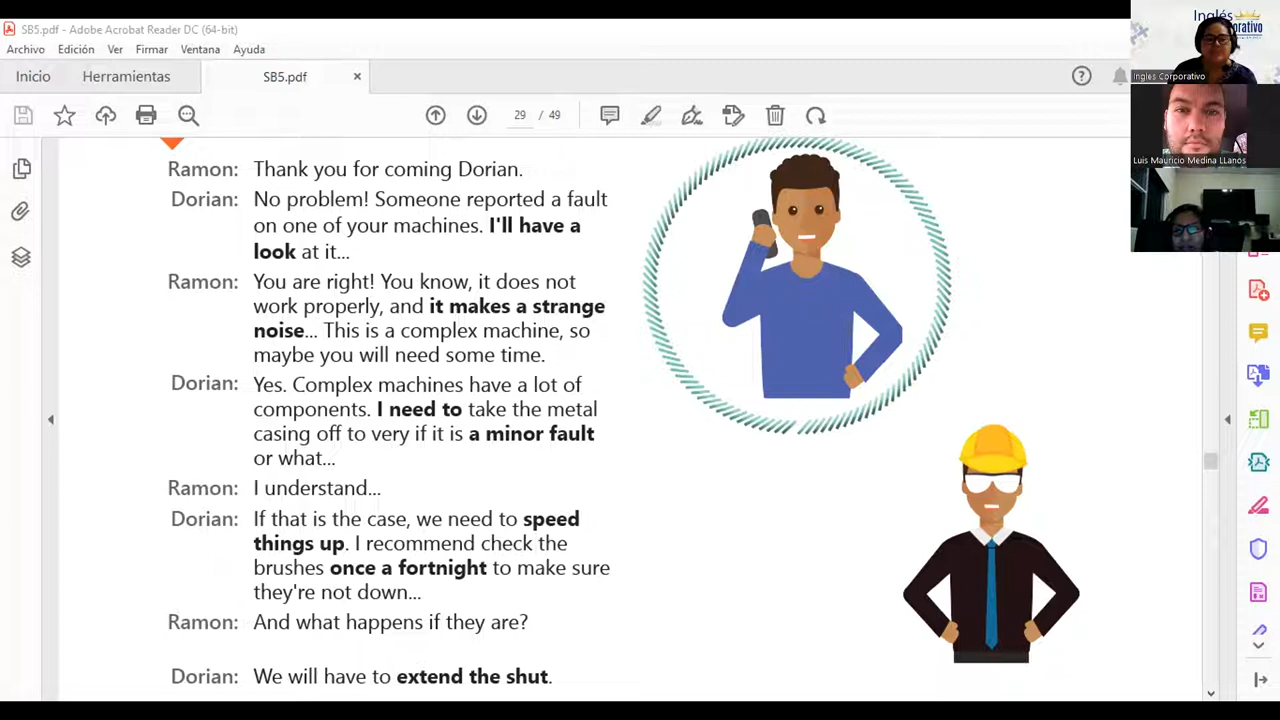 SB5.pdf - Adobe Acrobat Reader DC (64-bit)
Archivo Edición Ver Firmar Ventana Ayuda
Inicio Herramientas SB5.pdf ×
29 / 49
Ramon: Thank you for coming Dorian.
Dorian: No problem! Someone reported a fault
on one of your machines. I'll have a
look at it...
Ramon: You are right! You know, it does not
work properly, and it makes a strange
noise... This is a complex machine, so
maybe you will need some time.
Dorian: Yes. Complex machines have a lot of
components. I need to take the metal
casing off to very if it is a minor fault
or what...
Ramon: I understand...
Dorian: If that is the case, we need to speed
things up. I recommend check the
brushes once a fortnight to make sure
they're not down...
Ramon: And what happens if they are?
Dorian: We will have to extend the shut.
Inglés
Ingles Corporativo
Luis Mauricio Medina LLanos